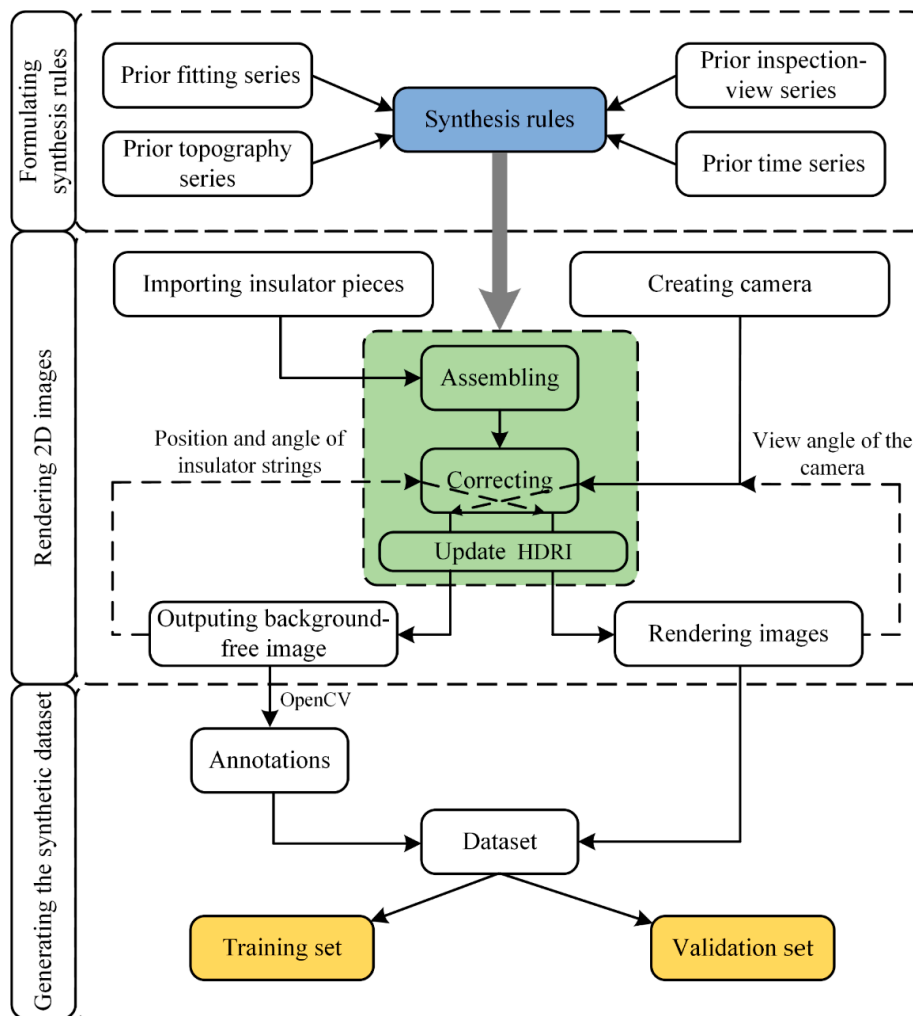 Formulating
synthesis rules
Prior fitting series
Prior topography
series
Synthesis rules
Prior inspection-
view series
Prior time series
Rendering 2D images
Importing insulator pieces
Creating camera
Assembling
Position and angle of
insulator strings
Correcting
View angle of the
camera
Update HDRI
Outputing background-
free image
Rendering images
Generating the synthetic dataset
OpenCV
Annotations
Dataset
Training set
Validation set